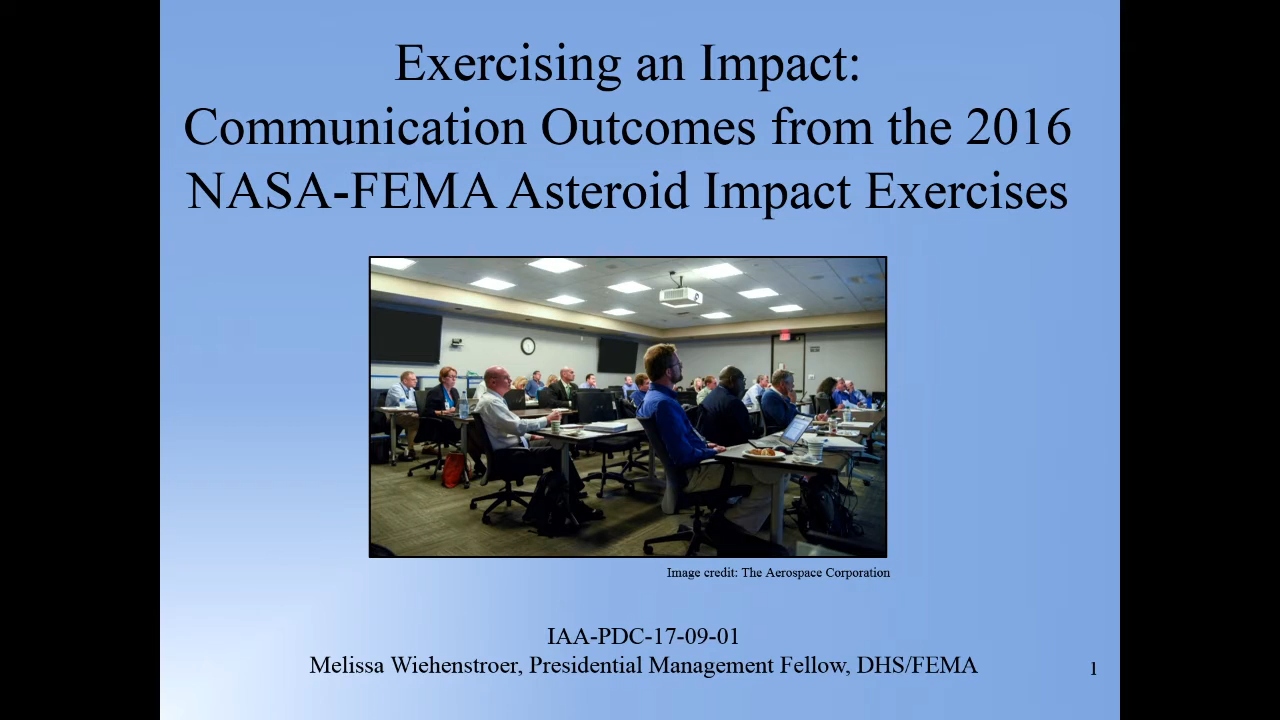 Exercising an Impact:
Communication Outcomes from the 2016
NASA-FEMA Asteroid Impact Exercises
Image credit: The Aerospace Corporation
IAA-PDC-17-09-01
Melissa Wiehenstroer, Presidential Management Fellow, DHS/FEMA
1